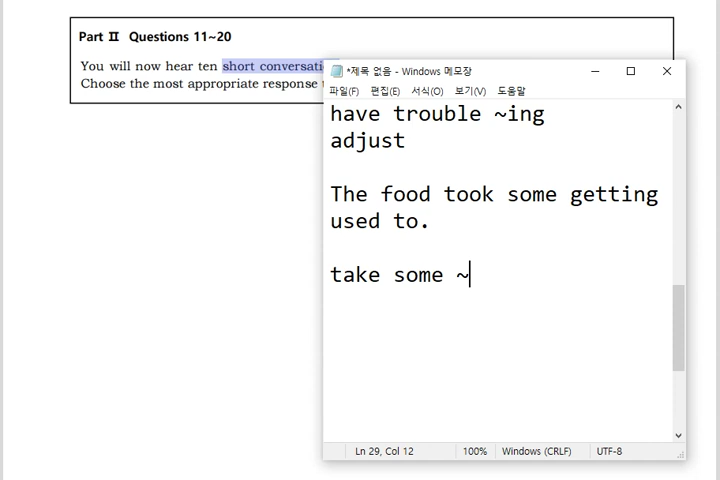 Part Ⅱ Questions 11~20
You will now hear ten short conversati
Choose the most appropriate response
*제목 없음 - Windows 메모장
파일(F) 편집(E) 서식(O) 보기(V) 도움말
have trouble ~ing
adjust
The food took some getting
used to.
take some ~
Ln 29, Col 12 100% Windows (CRLF) UTF-8